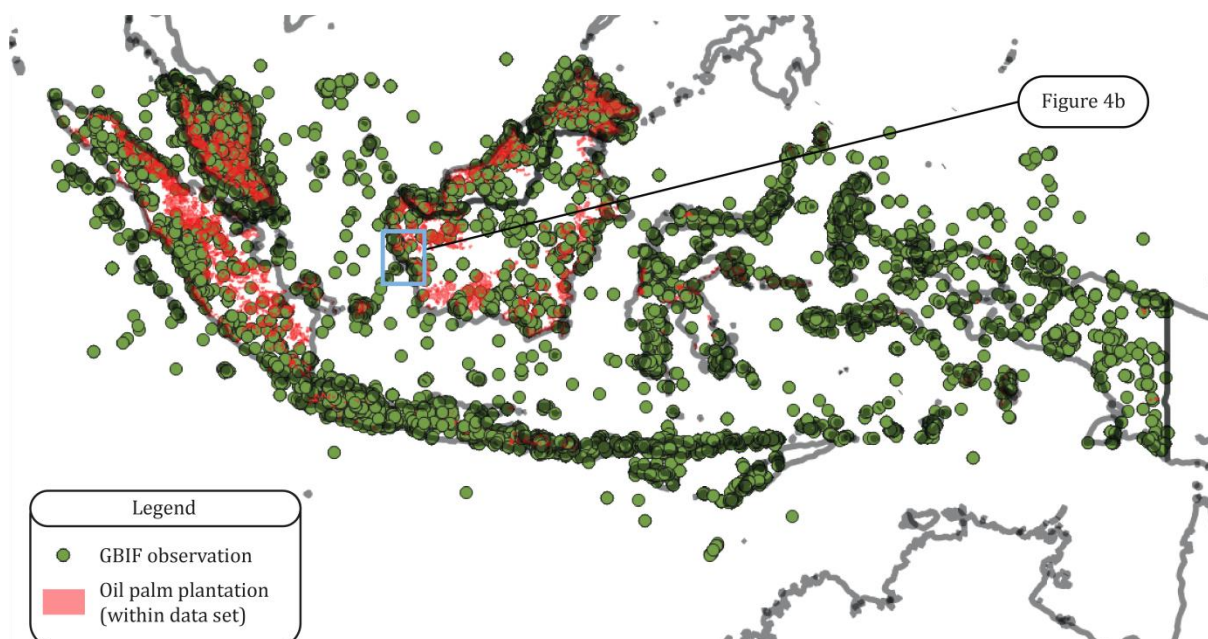 Figure 4b
Legend
GBIF observation
Oil palm plantation
(within data set)